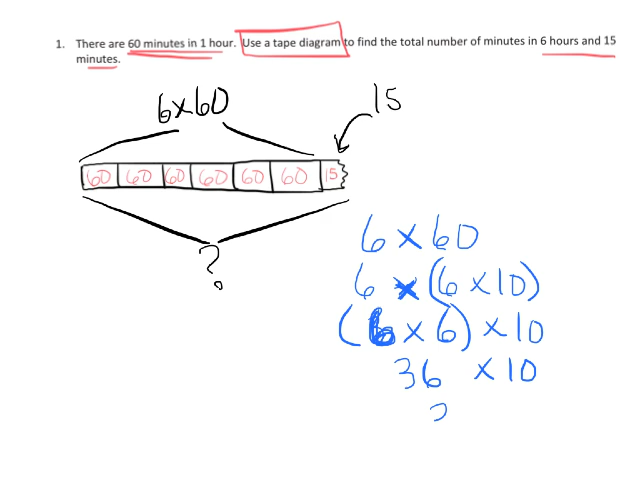 1. There are 60 minutes in 1 hour. Use a tape diagram to find the total number of minutes in 6 hours and 15
minutes.
6x60
15
60 60 60 60 60 60 15
?
6 x 60
6 x (6 x 10)
(6 x 6) x 10
36 x 10